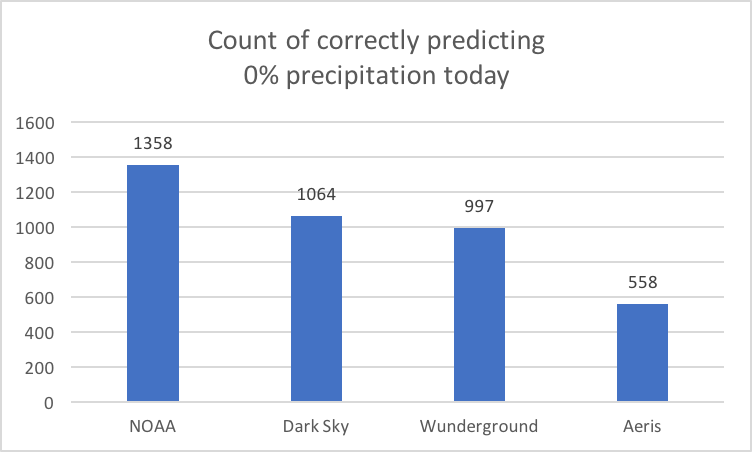 Count of correctly predicting
0% precipitation today
1600
1400
1200
1000
800
600
400
200
0
1358
1064
997
558
NOAA
Dark Sky
Wunderground
Aeris